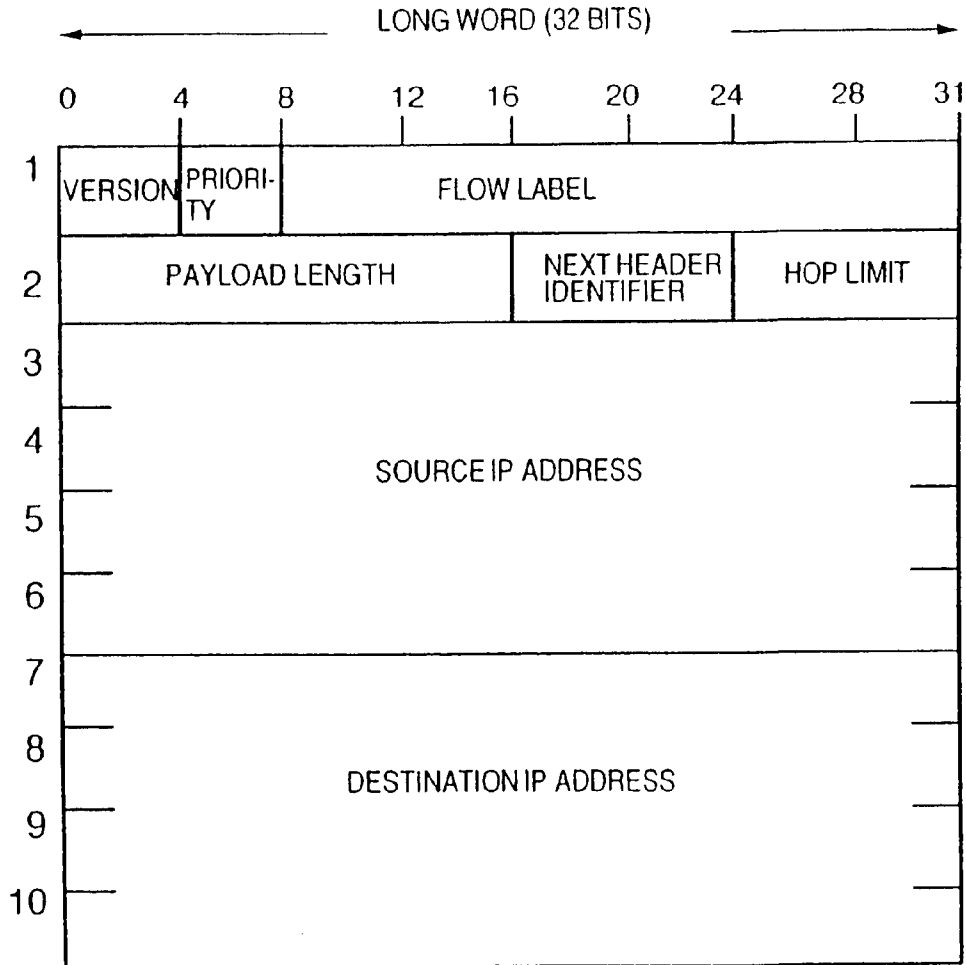 LONG WORD (32 BITS)
0 4 8 12 16 20 24 28 31
1
VERSION PRIORI-
TY
FLOW LABEL
2
PAYLOAD LENGTH
NEXT HEADER
IDENTIFIER
HOP LIMIT
3
4
SOURCE IP ADDRESS
5
6
7
8
DESTINATION IP ADDRESS
9
10